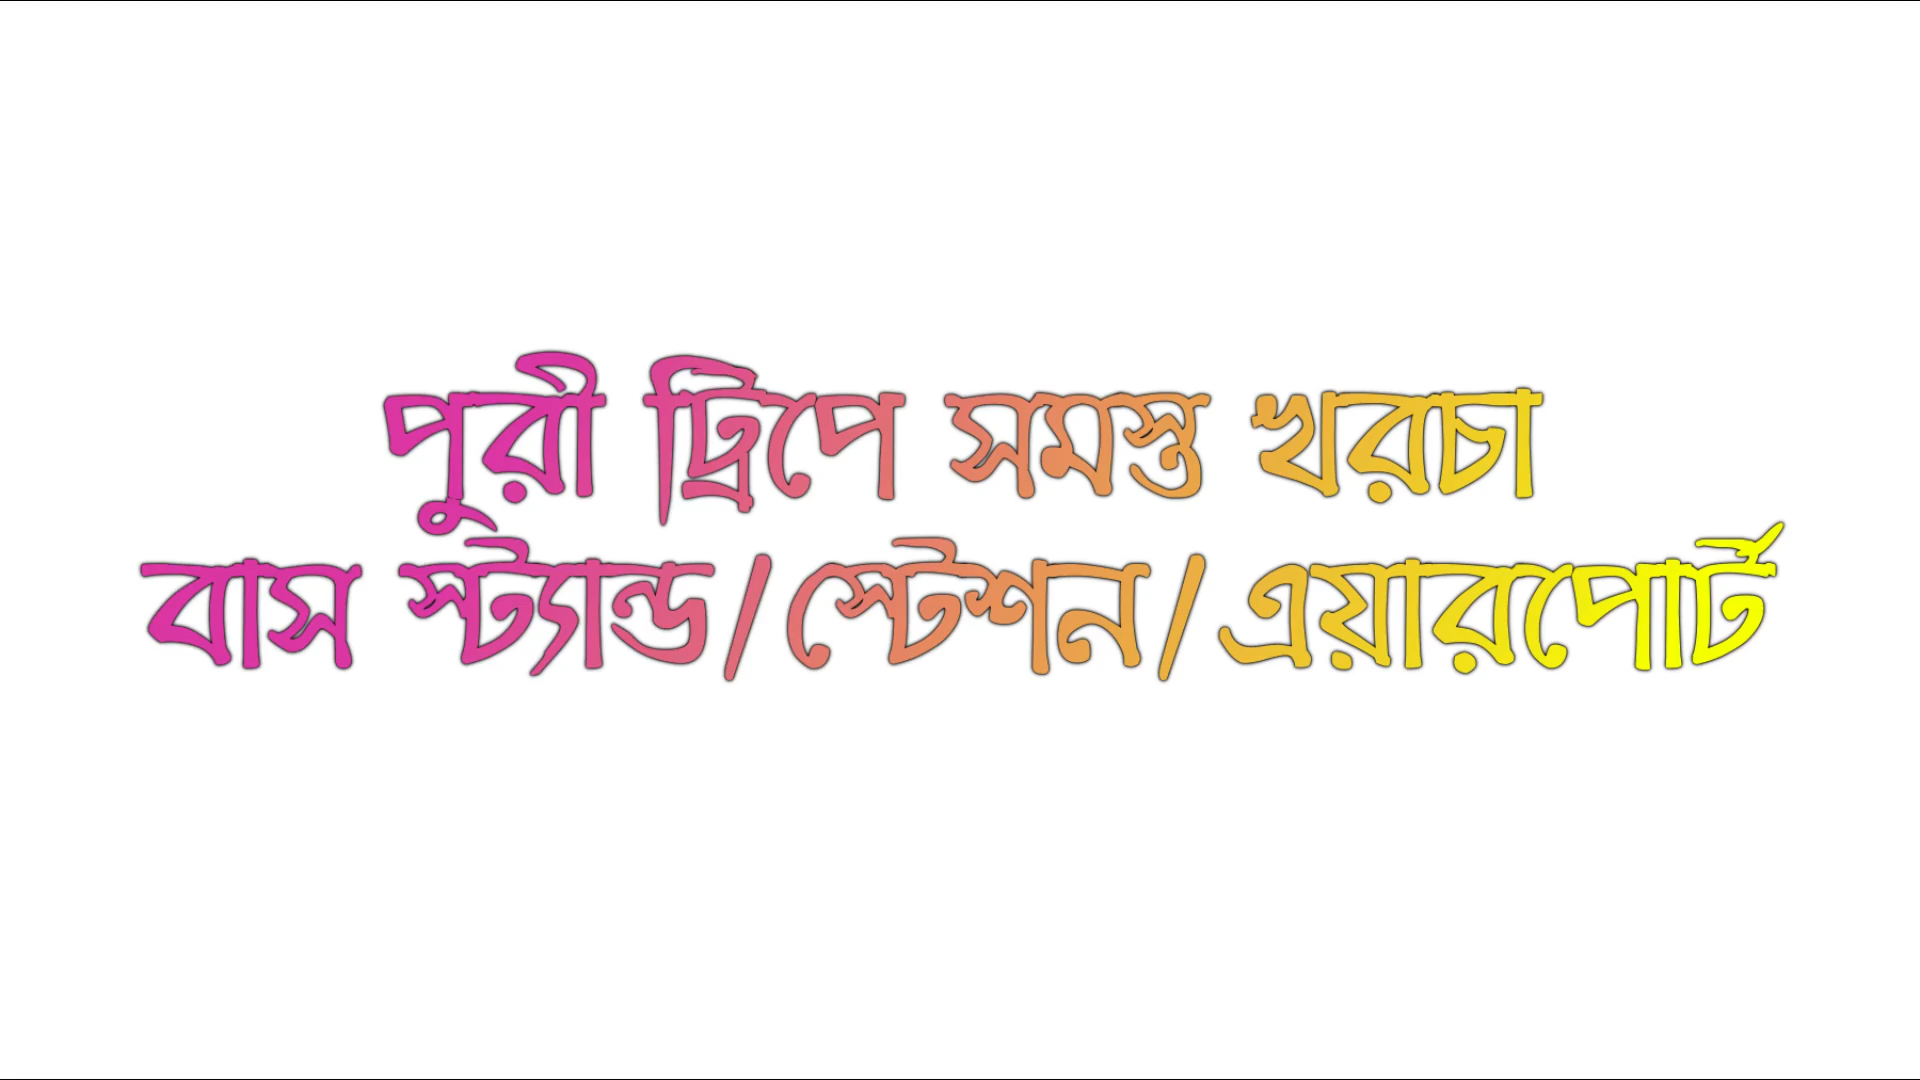 পুরী ট্রিপে সমস্ত খরচা
বাস স্ট্যান্ড/স্টেশন/এয়ারপোর্ট